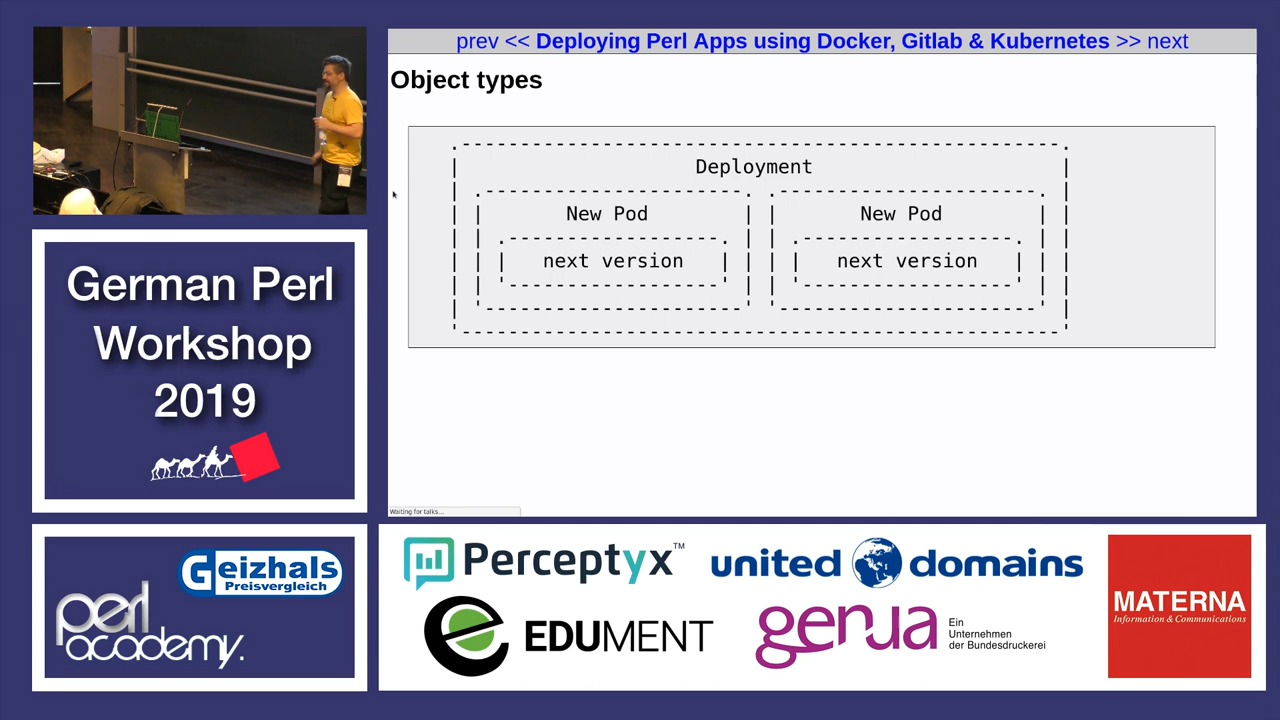 prev << Deploying Perl Apps using Docker, Gitlab & Kubernetes >> next
Object types
Deployment
New Pod New Pod
next version next version
Waiting for talks...
German Perl
Workshop
2019
Geizhals
Preisvergleich
perl
academy.
Perceptyx™
united domains
EDUMENT
genua
Ein
Unternehmen
der Bundesdruckerei
MATERNA
Information & Communications